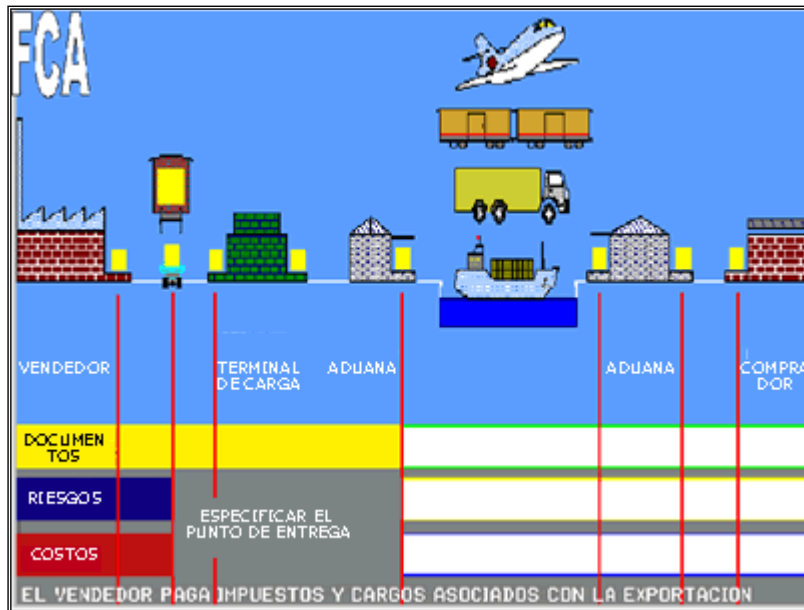 FCA
VENDEDOR
TERMINAL
DE CARGA
ADUANA
ADUANA
COMPRA
DOR
DOCUMEN
TOS
RIESGOS
ESPECIFICAR EL
PUNTO DE ENTREGA
COSTOS
EL VENDEDOR PAGA IMPUESTOS Y CARGOS ASOCIADOS CON LA EXPORTACION